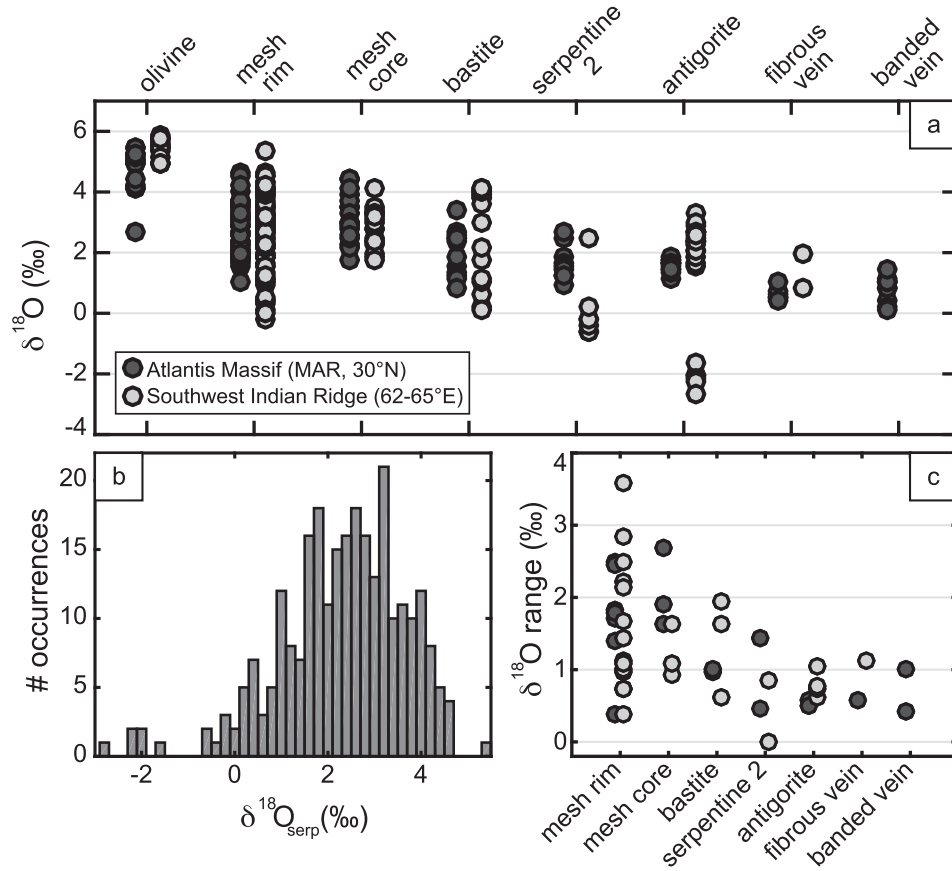 olivine
mesh
rim
mesh
core
bastite
serpentine
2
antigorite
fibrous
vein
banded
vein
a
6
4
2
0
-2
-4
δ18O (‰)
Atlantis Massif (MAR, 30°N)
Southwest Indian Ridge (62-65°E)
b
20
15
10
5
0
# occurrences
-2 0 2 4
δ18Oserp(‰)
c
4
3
2
1
0
δ18O range (‰)
mesh rim
mesh core
bastite
serpentine 2
antigorite
fibrous vein
banded vein